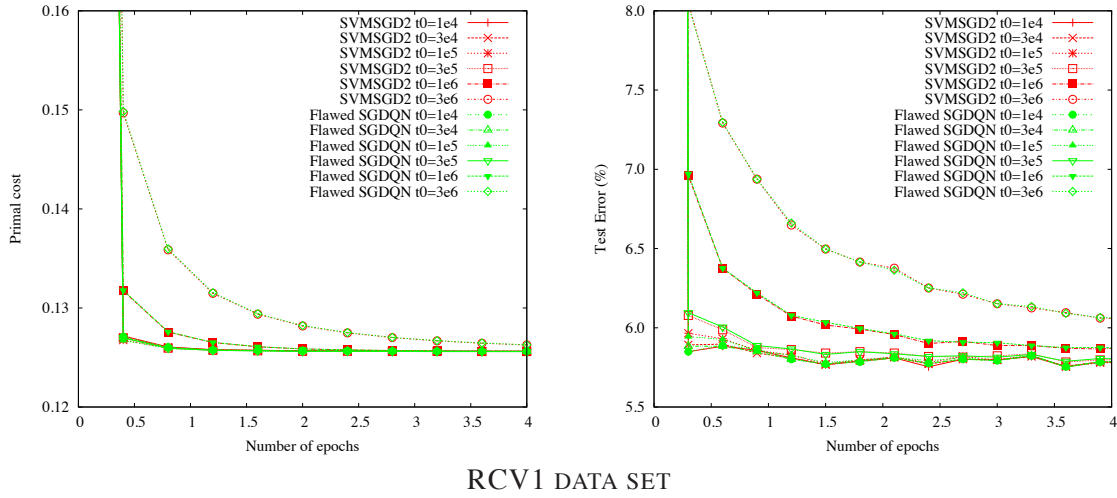 0.16
0.15
0.14
0.13
0.12
Primal cost
0.5
1
1.5
2
2.5
3
3.5
4
Number of epochs
SVMSGD2 t0=1e4
SVMSGD2 t0=3e4
SVMSGD2 t0=1e5
SVMSGD2 t0=3e5
SVMSGD2 t0=1e6
SVMSGD2 t0=3e6
Flawed SGDQN t0=1e4
Flawed SGDQN t0=3e4
Flawed SGDQN t0=1e5
Flawed SGDQN t0=3e5
Flawed SGDQN t0=1e6
Flawed SGDQN t0=3e6
8.0
7.5
7.0
6.5
6.0
5.5
Test Error (%)
0
0.5
1
1.5
2
2.5
3
3.5
4
Number of epochs
SVMSGD2 t0=1e4
SVMSGD2 t0=3e4
SVMSGD2 t0=1e5
SVMSGD2 t0=3e5
SVMSGD2 t0=1e6
SVMSGD2 t0=3e6
Flawed SGDQN t0=1e4
Flawed SGDQN t0=3e4
Flawed SGDQN t0=1e5
Flawed SGDQN t0=3e5
Flawed SGDQN t0=1e6
Flawed SGDQN t0=3e6
RCV1 DATA SET